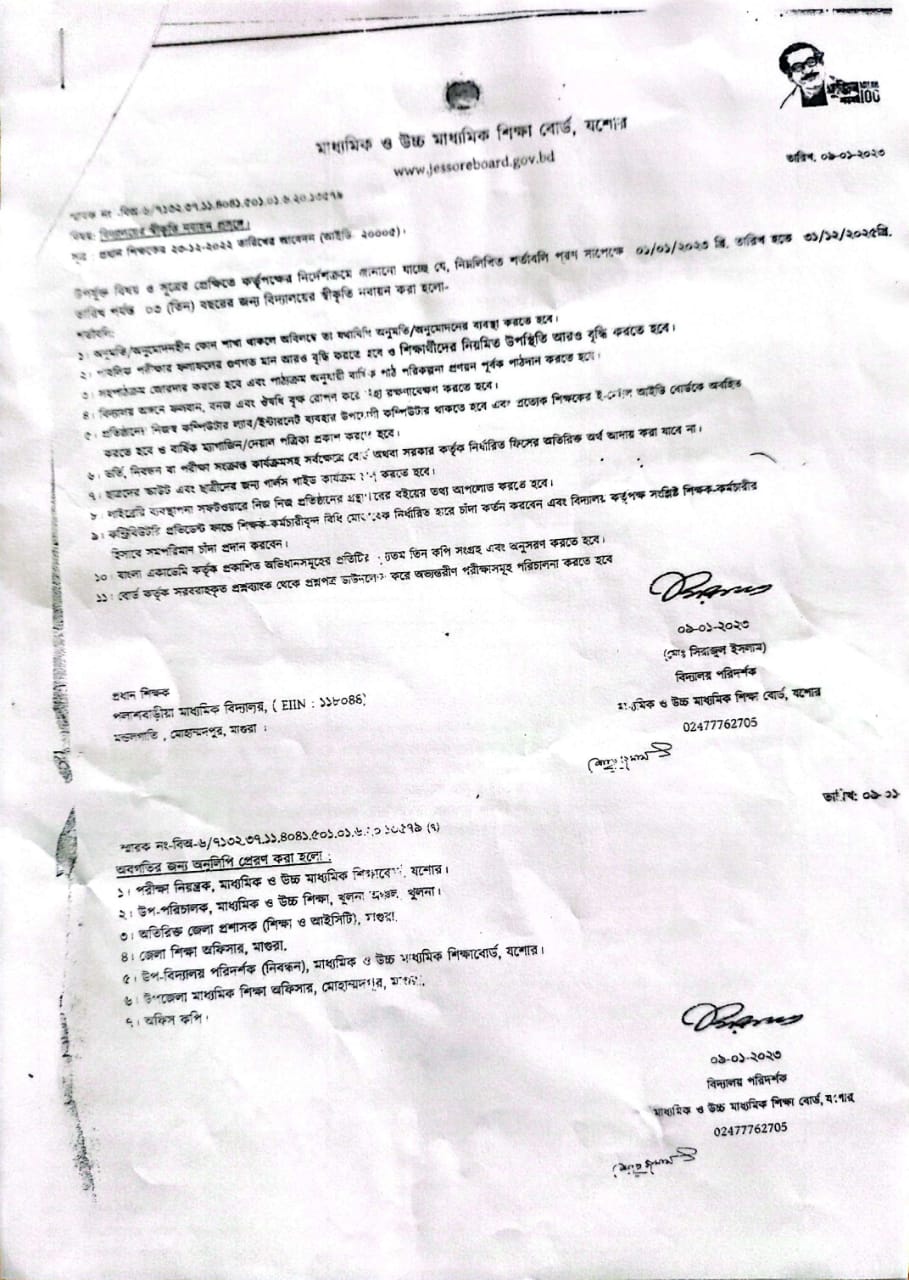 মুজিব শতবর্ষ 100
মাধ্যমিক ও উচ্চ মাধ্যমিক শিক্ষা বোর্ড, যশোর
www.jessoreboard.gov.bd
তারিখ, ০৯-০১-২০২৩
স্মারক নং -বিঅ-৬/৭১৩২.৩৭.১১.৪০৪১.৫০১.০১.৬.২০.১৩৫৭৯
বিষয়: বিদ্যালয়ের স্বীকৃতি নবায়ন প্রসঙ্গে।
সূত্র : প্রধান শিক্ষকের ২৩-১২-২০২২ তারিখের আবেদন (আইডি- ২০০০৫)।
উপর্যুক্ত বিষয় ও সূত্রের প্রেক্ষিতে কর্তৃপক্ষের নির্দেশক্রমে জানানো যাচ্ছে যে, নিম্নলিখিত শর্তাবলি পূরণ সাপেক্ষে ০১/০১/২০২৩ খ্রি. তারিখ হতে ৩১/১২/২০২৫খ্রি.
তারিখ পর্যন্ত ০৩ (তিন) বছরের জন্য বিদ্যালয়ের স্বীকৃতি নবায়ন করা হলো-
শর্তাবলি:
১। অনুমতি/অনুমোদনহীন কোন শাখা থাকলে অবিলম্বে তা যথাবিধি অনুমতি/অনুমোদনের ব্যবস্থা করতে হবে।
২। পাবলিক পরীক্ষার ফলাফলের গুণগত মান আরও বৃদ্ধি করতে হবে ও শিক্ষার্থীদের নিয়মিত উপস্থিতি আরও বৃদ্ধি করতে হবে।
৩। সহপাঠক্রম জোরদার করতে হবে এবং পাঠ্যক্রম অনুযায়ী বার্ষিক পাঠ পরিকল্পনা প্রণয়ন পূর্বক পাঠদান করতে হবে।
৪। বিদ্যালয় অঙ্গনে ফলবান, বনজ এবং ঔষধি বৃক্ষ রোপন করে রক্ষণাবেক্ষণ করতে হবে।
৫। প্রতিষ্ঠানের নিজস্ব কম্পিউটার ল্যাব/ইন্টারনেট ব্যবহার উপযোগী কম্পিউটার থাকতে হবে এবং প্রত্যেক শিক্ষকের ই-মেইল আইডি বোর্ডকে অবহিত
করতে হবে ও বার্ষিক ম্যাগাজিন/দেয়াল পত্রিকা প্রকাশ করতে হবে।
৬। ভর্তি, নিবন্ধন বা পরীক্ষা সংক্রান্ত কার্যক্রমসহ সর্বক্ষেত্রে বোর্ড অথবা সরকার কর্তৃক নির্ধারিত ফিসের অতিরিক্ত অর্থ আদায় করা যাবে না।
৭। ছাত্রদের স্কাউট এবং ছাত্রীদের জন্য গার্লস গাইড কার্যক্রম করতে হবে।
৮। লাইব্রেরি ব্যবস্থাপনা সফটওয়ারে নিজ নিজ প্রতিষ্ঠানের গ্রন্থাগারের বইয়ের তথ্য আপলোড করতে হবে।
৯। কন্ট্রিবিউটরি প্রভিডেন্ট ফান্ডে শিক্ষক-কর্মচারীবৃন্দ বিধি মোতাবেক নির্ধারিত হারে চাঁদা কর্তন করবেন এবং বিদ্যালয় কর্তৃপক্ষ সংশ্লিষ্ট শিক্ষক-কর্মচারীর
হিসাবে সমপরিমান চাঁদা প্রদান করবেন।
১০। বাংলা একাডেমি কর্তৃক প্রকাশিত অভিধানসমূহের প্রতিটির তিন কপি সংগ্রহ এবং অনুসরণ করতে হবে।
১১। বোর্ড কর্তৃক সরবরাহকৃত প্রশ্নব্যাংক থেকে প্রশ্নপত্র ডাউনলোড করে অভ্যন্তরীণ পরীক্ষাসমূহ পরিচালনা করতে হবে
০৯-০১-২০২৩
(মোঃ সিরাজুল ইসলাম)
বিদ্যালয় পরিদর্শক
মাধ্যমিক ও উচ্চ মাধ্যমিক শিক্ষা বোর্ড, যশোর
02477762705
প্রধান শিক্ষক
পলাশবাড়ীয়া মাধ্যমিক বিদ্যালয়, ( EIIN : ১১৮০৪৪)
মন্ডলগাতি , মোহাম্মদপুর, মাগুরা ।
তারিখ: ০৯-০১
স্মারক নং-বিঅ-৬/৭১৩২.৩৭.১১.৪০৪১.৫০১.০১.৬.২০.১৩৫৭৯ (৭)
অবগতির জন্য অনুলিপি প্রেরণ করা হলো :
১। পরীক্ষা নিয়ন্ত্রক, মাধ্যমিক ও উচ্চ মাধ্যমিক শিক্ষাবোর্ড, যশোর।
২। উপ-পরিচালক, মাধ্যমিক ও উচ্চ শিক্ষা, খুলনা অঞ্চল, খুলনা।
৩। অতিরিক্ত জেলা প্রশাসক (শিক্ষা ও আইসিটি), মাগুরা.
৪। জেলা শিক্ষা অফিসার, মাগুরা.
৫। উপ-বিদ্যালয় পরিদর্শক (নিবন্ধন), মাধ্যমিক ও উচ্চ মাধ্যমিক শিক্ষাবোর্ড, যশোর।
৬। উপজেলা মাধ্যমিক শিক্ষা অফিসার, মোহাম্মদপুর, মাগুরা.
৭। অফিস কপি।
০৯-০১-২০২৩
বিদ্যালয় পরিদর্শক
মাধ্যমিক ও উচ্চ মাধ্যমিক শিক্ষা বোর্ড, যশোর
02477762705